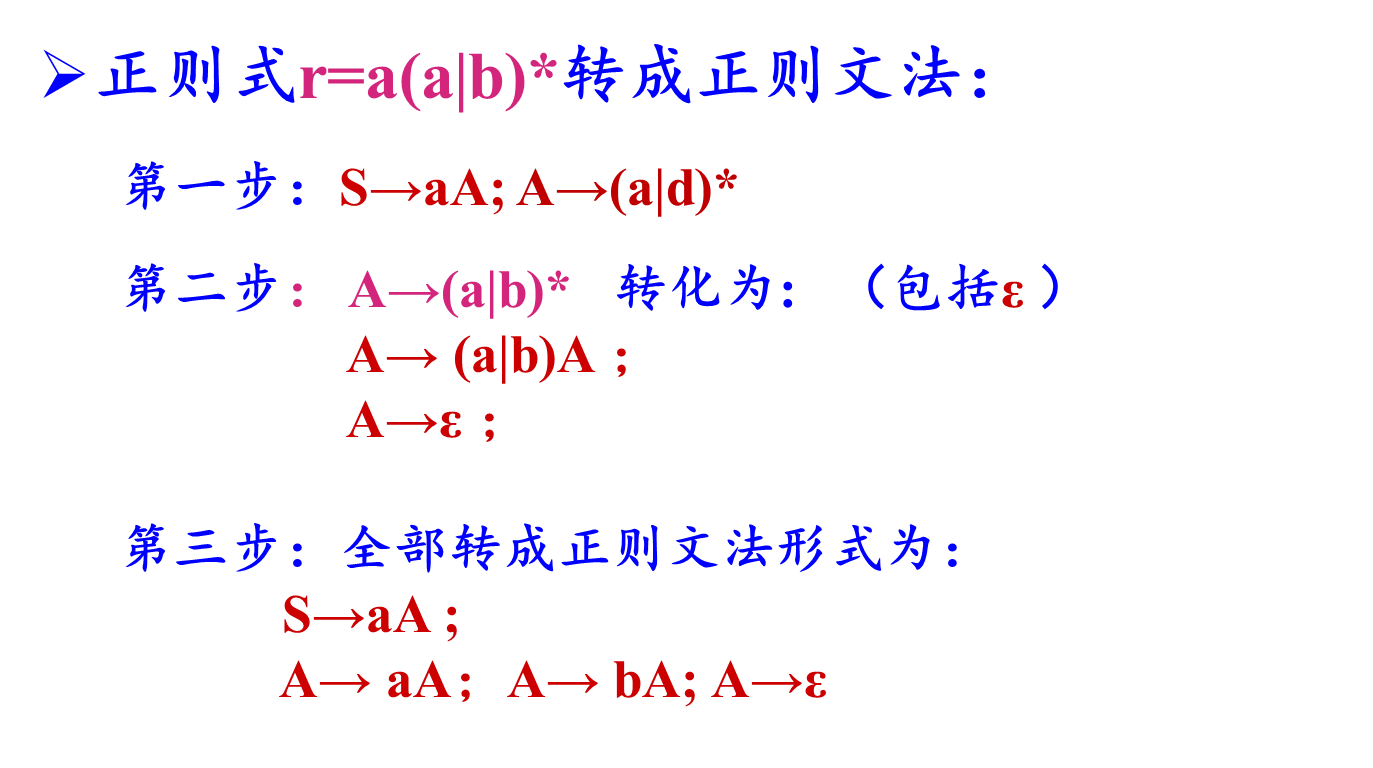 ➢正则式r=a(a|b)*转成正则文法：
第一步：S→aA; A→(a|d)*
第二步：A→(a|b)* 转化为：（包括ε）
A→ (a|b)A ；
A→ε ；
第三步：全部转成正则文法形式为：
S→aA ;
A→ aA； A→ bA; A→ε